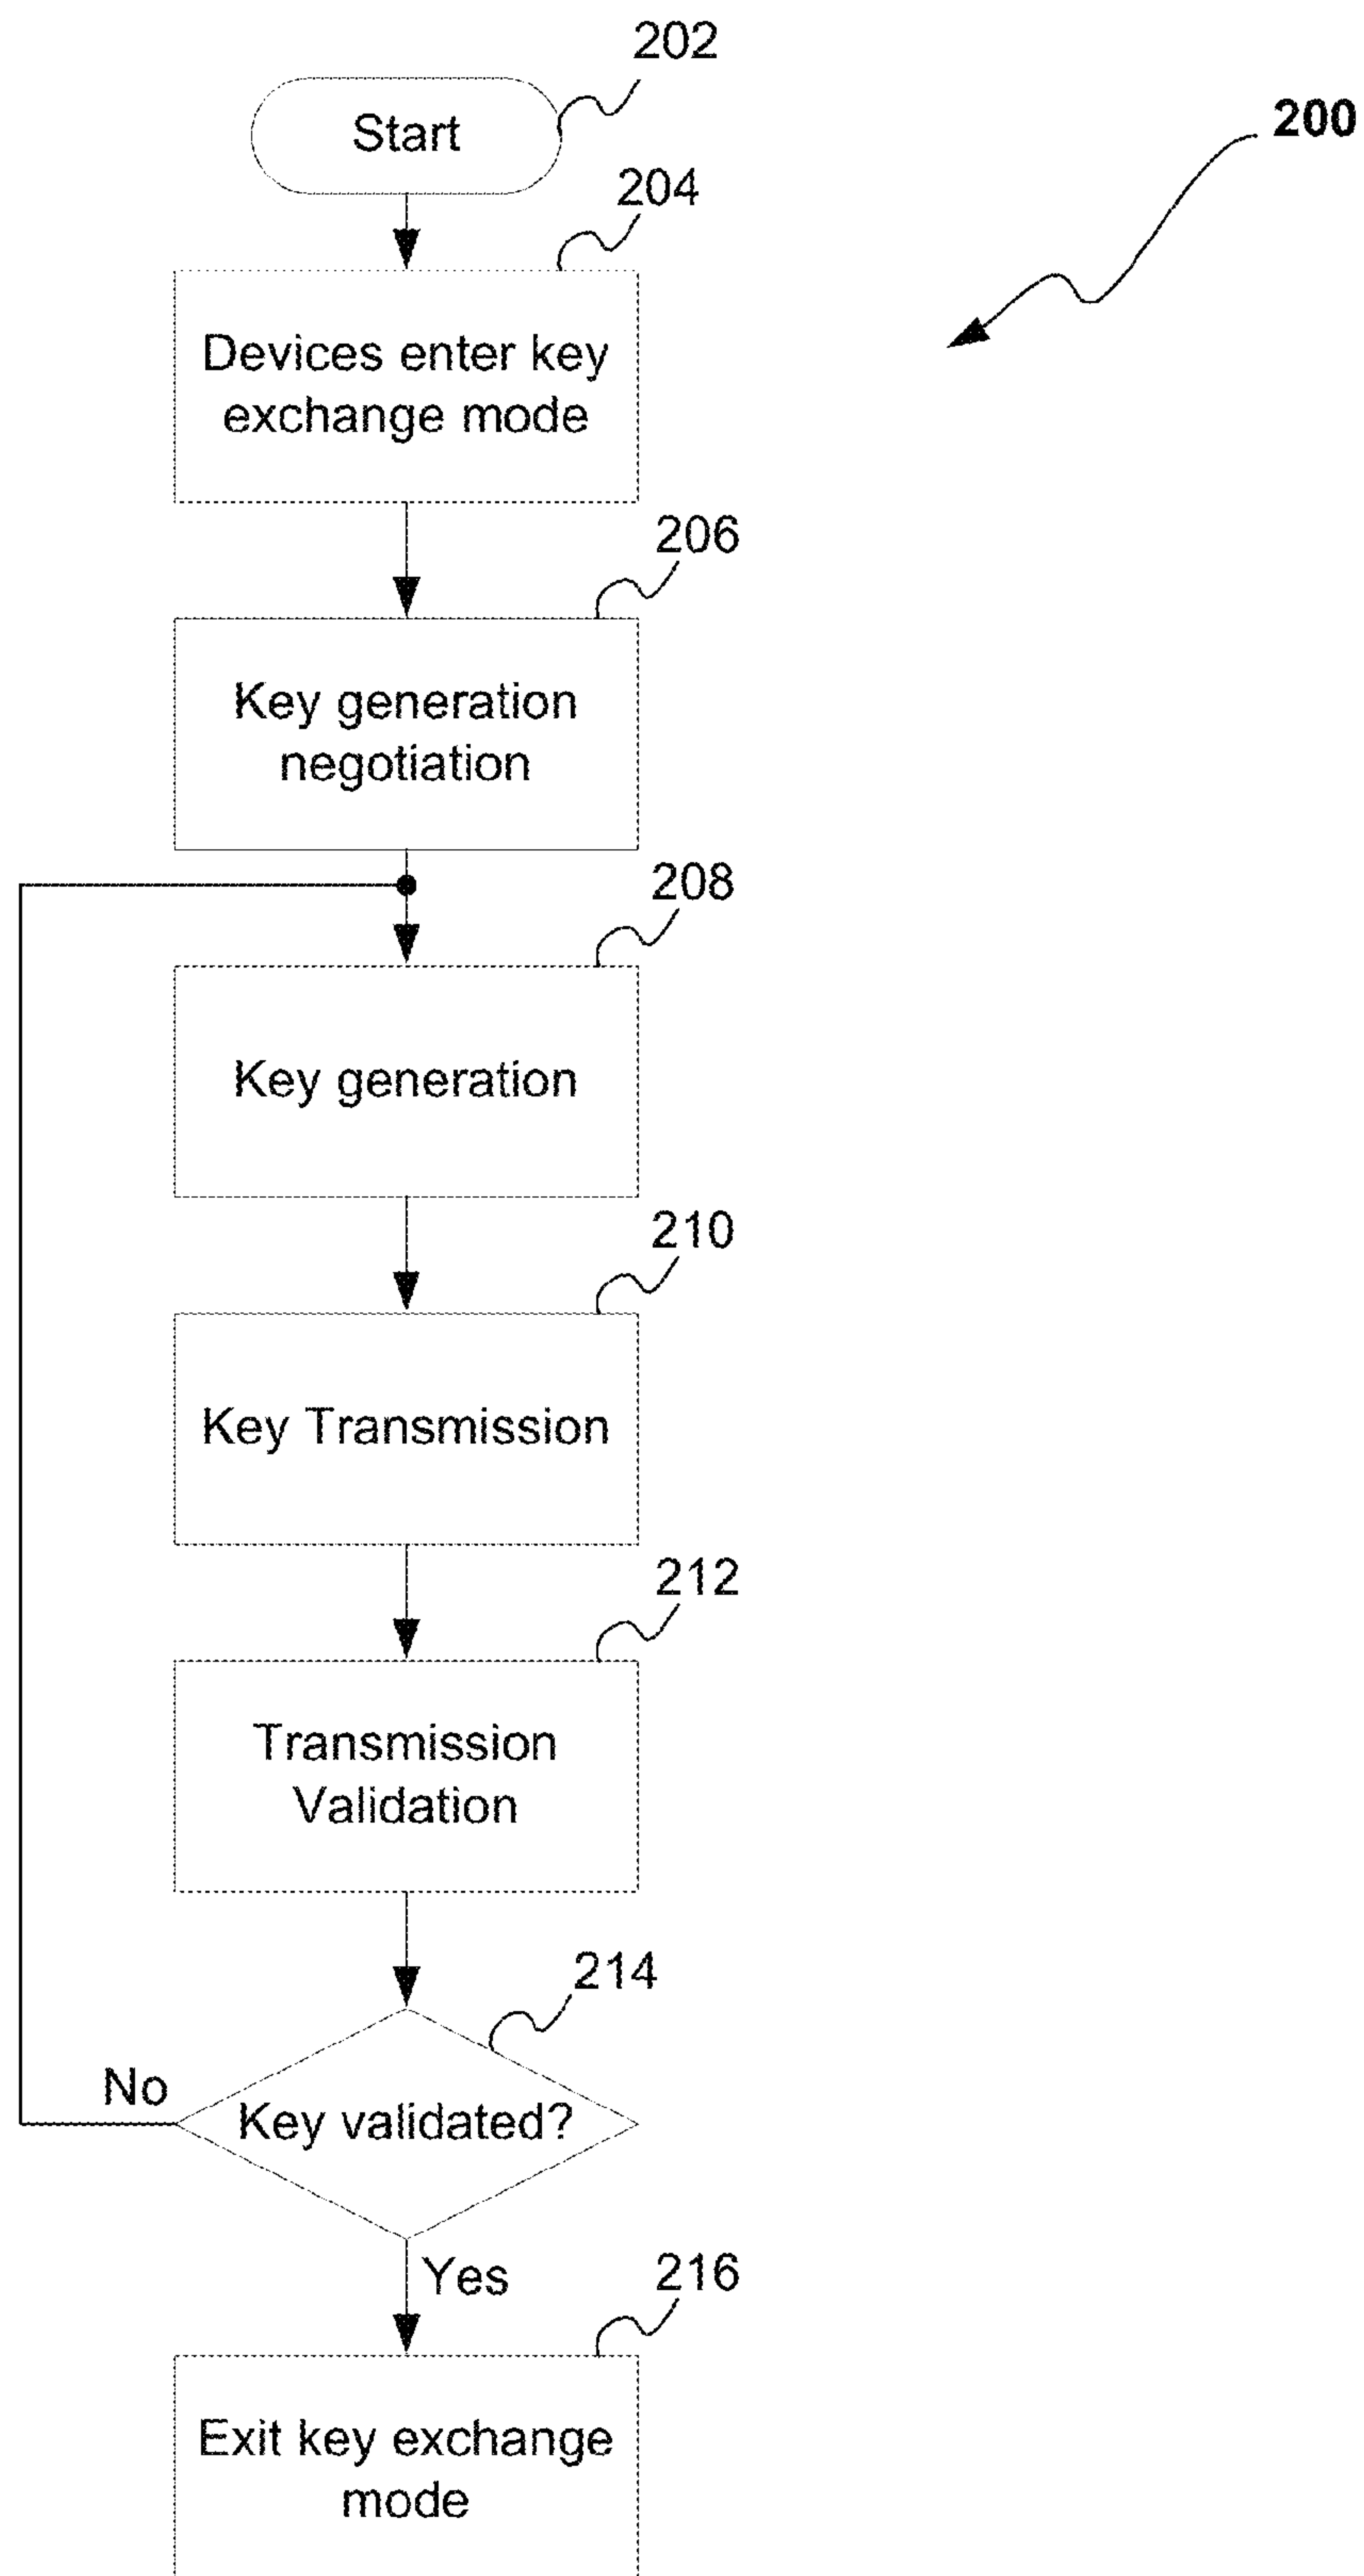 202
Start
200
204
Devices enter key
exchange mode
206
Key generation
negotiation
208
Key generation
210
Key Transmission
212
Transmission
Validation
214
No
Key validated?
Yes
216
Exit key exchange
mode